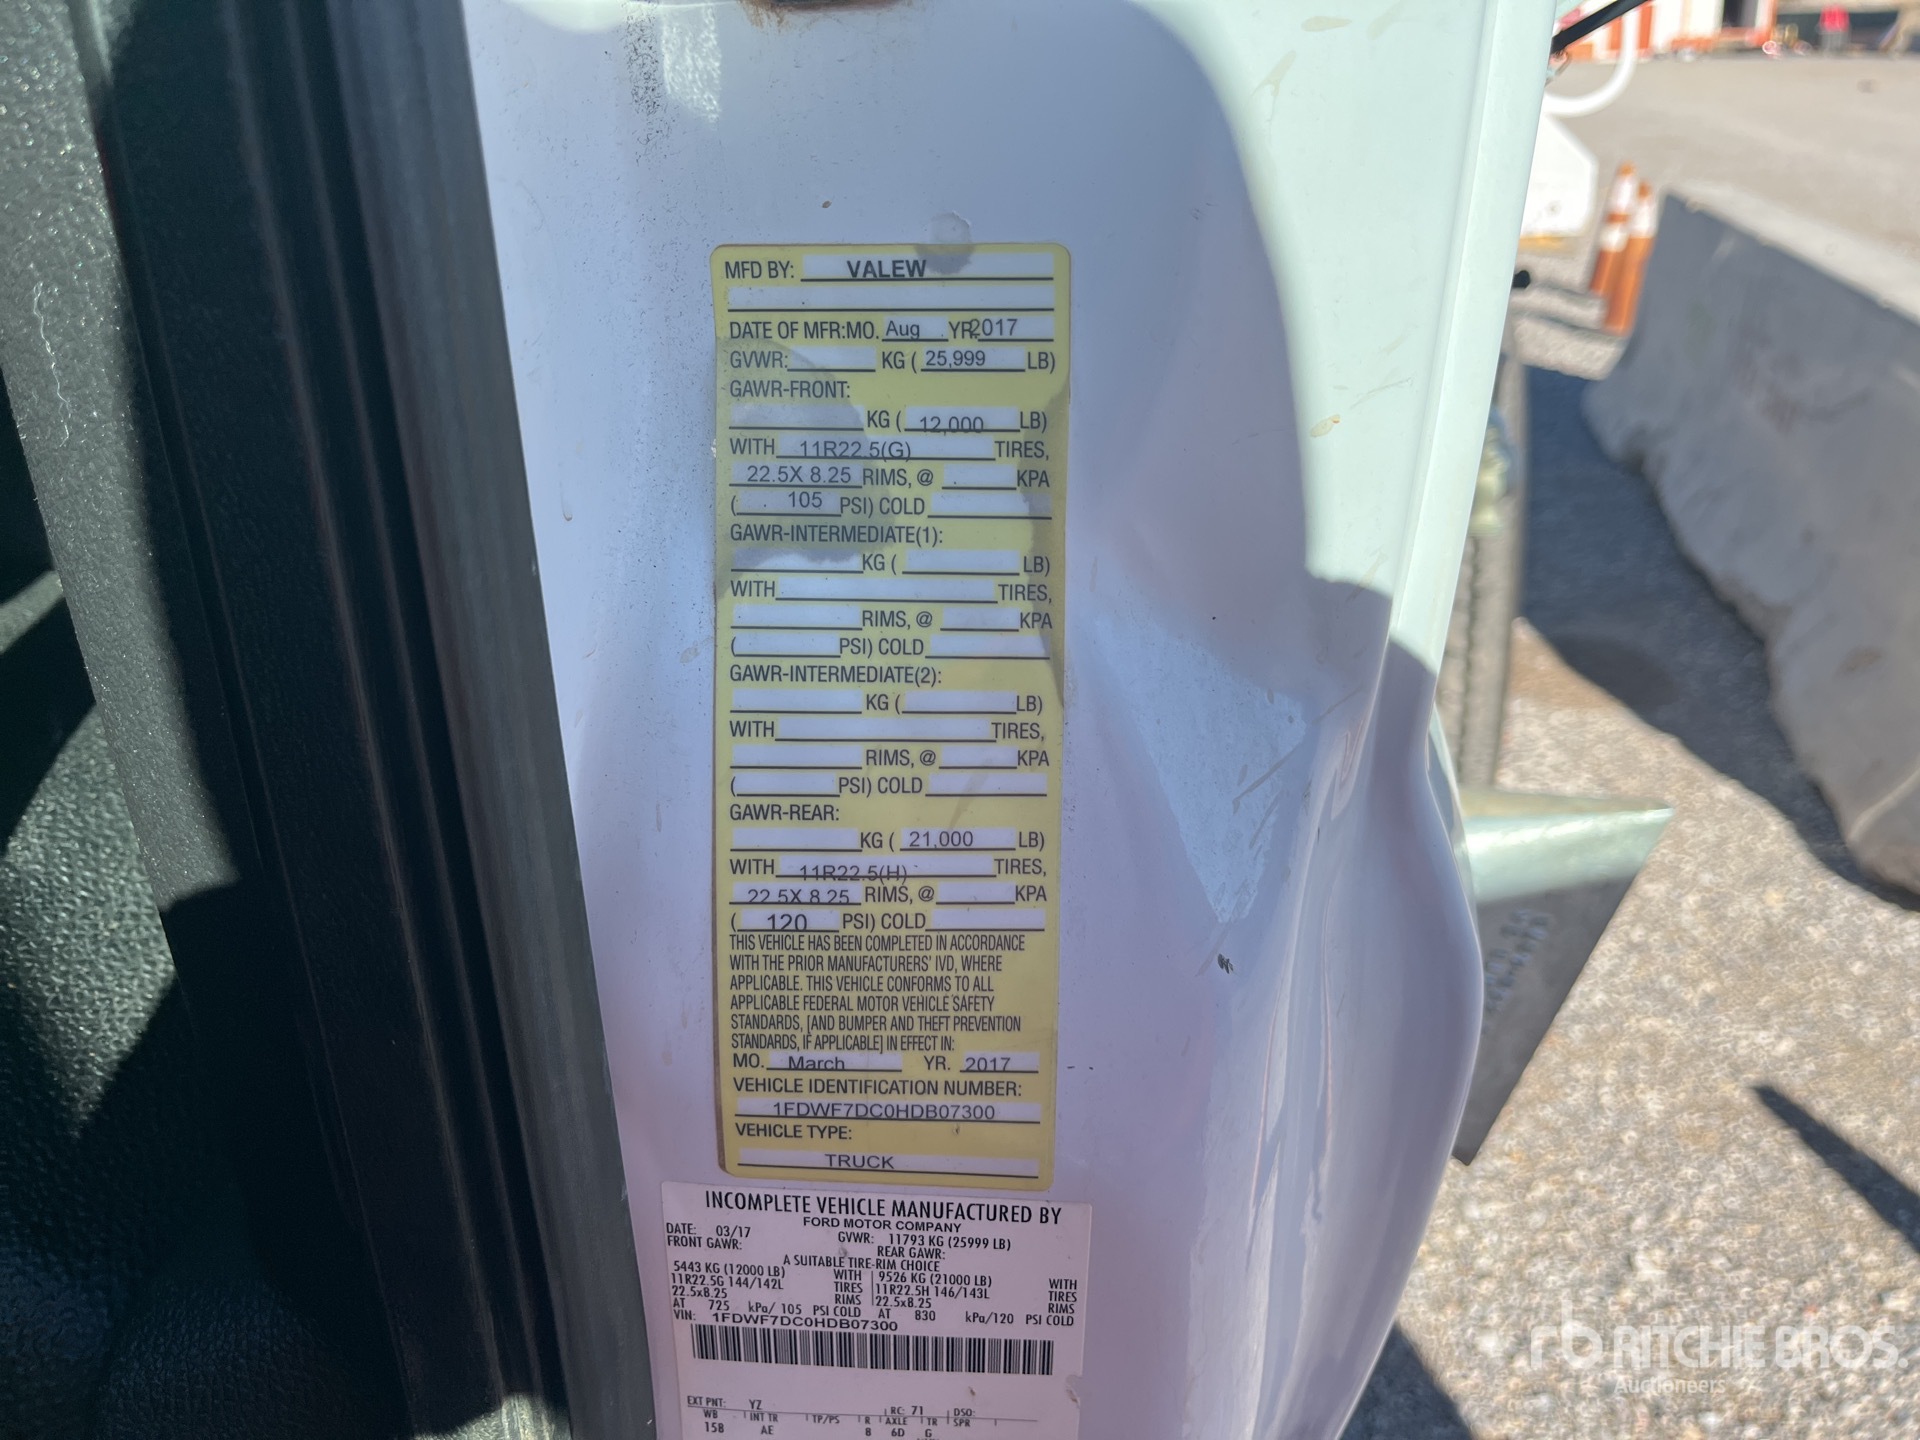 MFD BY: VALEW
DATE OF MFR:MO. Aug YR.2017
GVWR: KG ( 25,999 LB)
GAWR-FRONT:
KG ( 12,000 LB)
WITH 11R22.5(G) TIRES,
22.5X 8.25 RIMS, @ KPA
( 105 PSI) COLD
GAWR-INTERMEDIATE(1):
KG ( LB)
WITH TIRES,
RIMS, @ KPA
( PSI) COLD
GAWR-INTERMEDIATE(2):
KG ( LB)
WITH TIRES,
RIMS, @ KPA
( PSI) COLD
GAWR-REAR:
KG ( 21,000 LB)
WITH 11R22.5(H) TIRES,
22.5X 8.25 RIMS, @ KPA
( 120 PSI) COLD
THIS VEHICLE HAS BEEN COMPLETED IN ACCORDANCE
WITH THE PRIOR MANUFACTURERS' IVD, WHERE
APPLICABLE. THIS VEHICLE CONFORMS TO ALL
APPLICABLE FEDERAL MOTOR VEHICLE SAFETY
STANDARDS, [AND BUMPER AND THEFT PREVENTION
STANDARDS, IF APPLICABLE] IN EFFECT IN:
MO. March YR. 2017
VEHICLE IDENTIFICATION NUMBER:
1FDWF7DC0HDB07300
VEHICLE TYPE:
TRUCK
INCOMPLETE VEHICLE MANUFACTURED BY
FORD MOTOR COMPANY
DATE: 03/17 GVWR: 11793 KG (25999 LB)
FRONT GAWR: REAR GAWR:
A SUITABLE TIRE-RIM CHOICE
5443 KG (12000 LB) WITH 9526 KG (21000 LB) WITH
11R22.5G 144/142L TIRES 11R22.5H 146/143L TIRES
22.5x8.25 RIMS 22.5x8.25 RIMS
AT 725 kPa/ 105 PSI COLD AT 830 kPa/120 PSI COLD
VIN: 1FDWF7DC0HDB07300
EXT PNT: YZ RC: 71 DSO:
WB INT TR TP/PS R AXLE TR SPR
158 AE 8 6D G
rb RITCHIE BROS.
Auctioneers